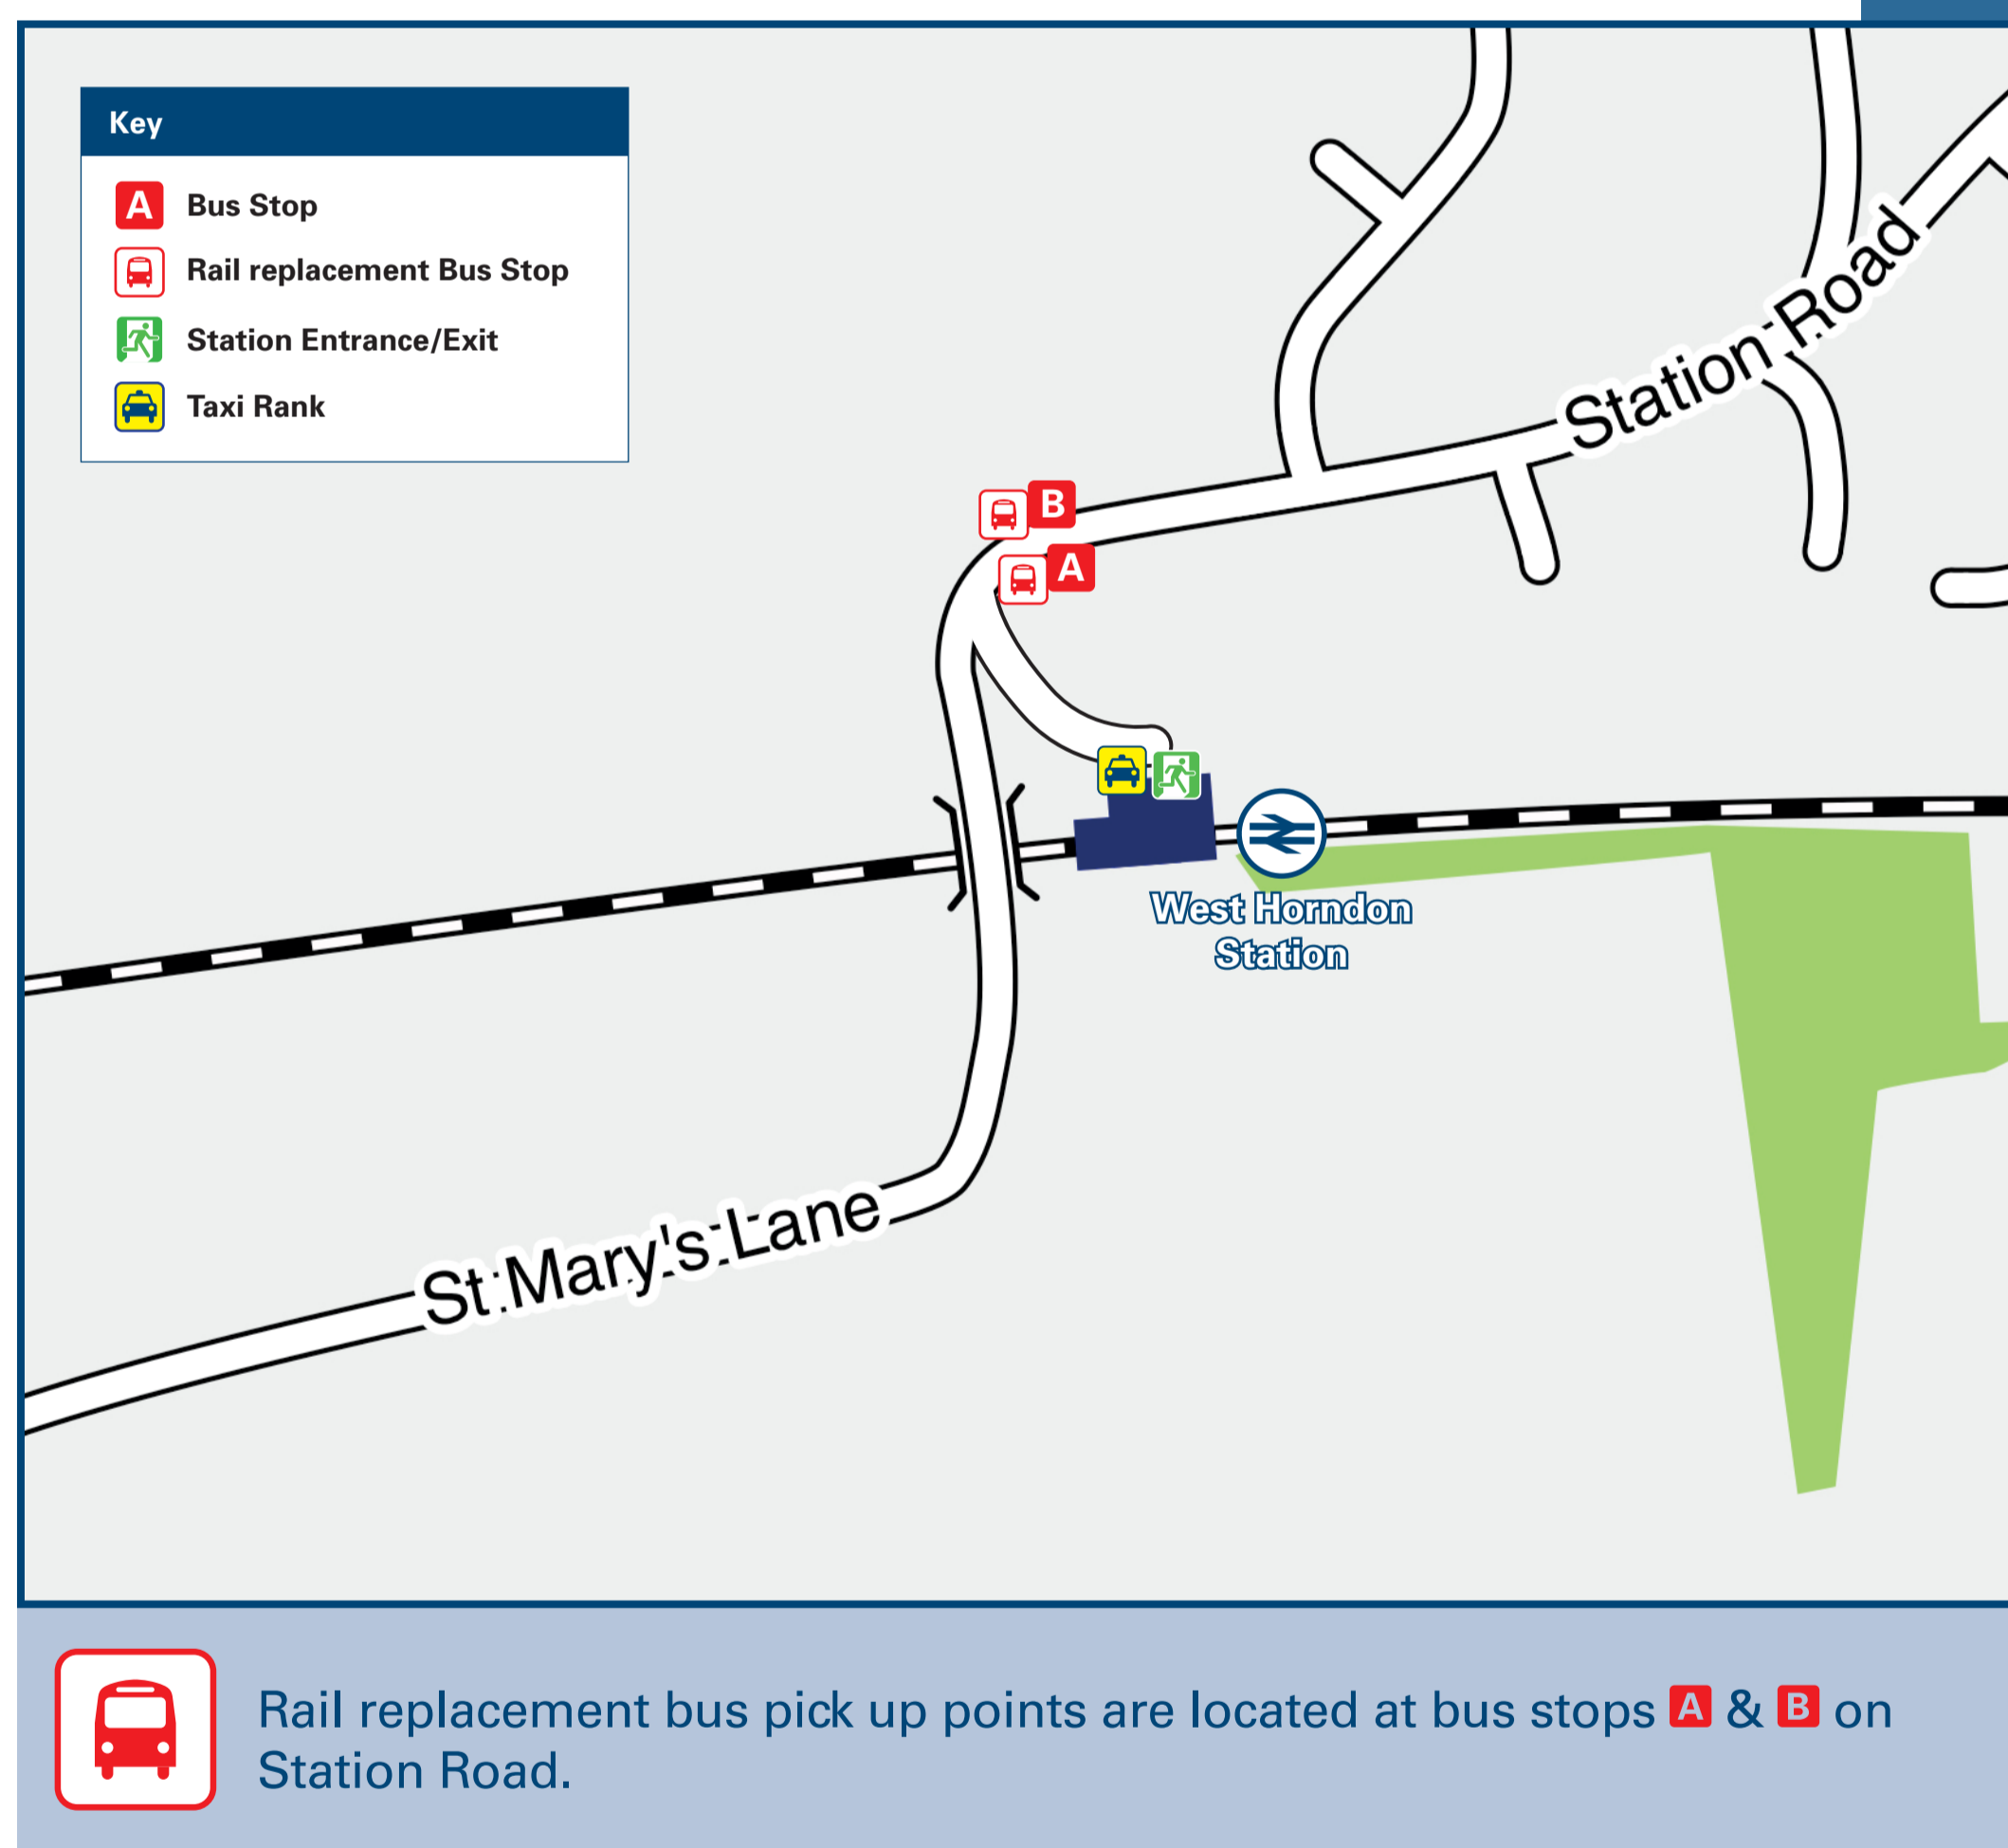 Key
A Bus Stop
Rail replacement Bus Stop
Station Entrance/Exit
Taxi Rank
Station Road
B
A
West Horndon
Station
St Mary's Lane
Rail replacement bus pick up points are located at bus stops A & B on
Station Road.